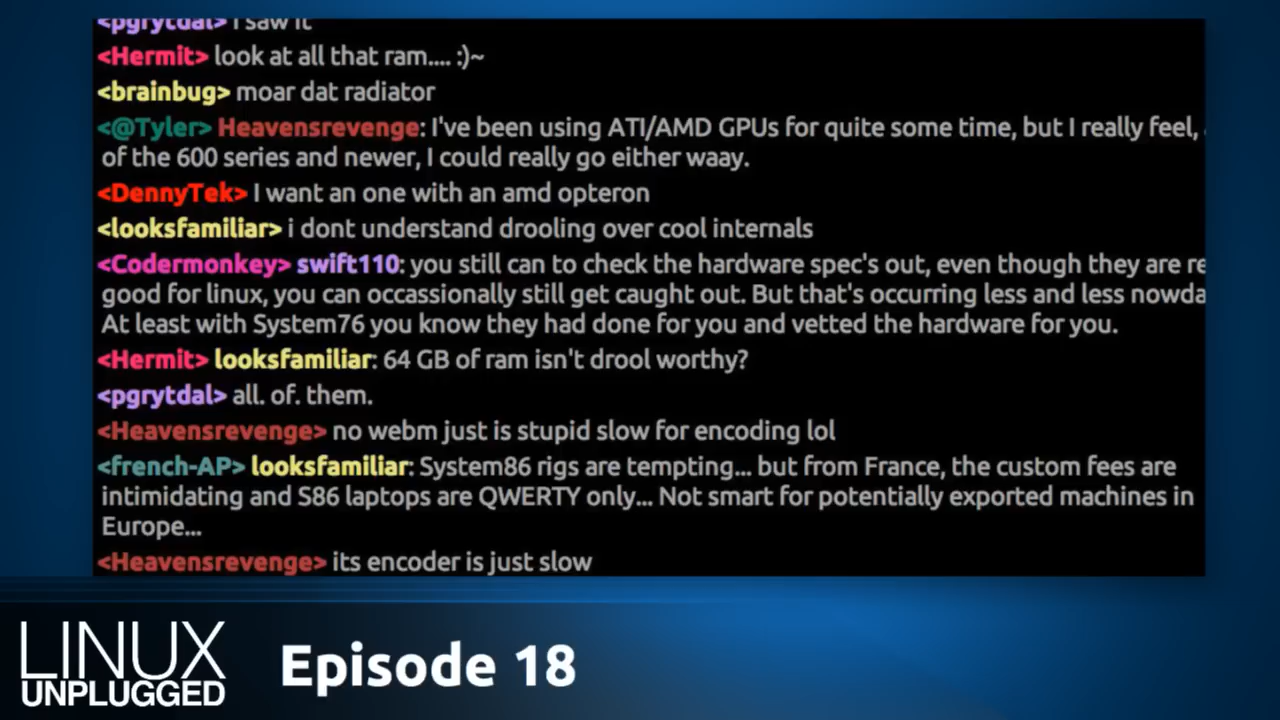 <pgrytdal> i saw it
<Hermit> look at all that ram.... :)~
<brainbug> moar dat radiator
<@Tyler> Heavensrevenge: I've been using ATI/AMD GPUs for quite some time, but I really feel,
of the 600 series and newer, I could really go either waay.
<DennyTek> I want an one with an amd opteron
<looksfamiliar> i dont understand drooling over cool internals
<Codermonkey> swift110: you still can to check the hardware spec's out, even though they are re
good for linux, you can occassionally still get caught out. But that's occurring less and less nowda
At least with System76 you know they had done for you and vetted the hardware for you.
<Hermit> looksfamiliar: 64 GB of ram isn't drool worthy?
<pgrytdal> all. of. them.
<Heavensrevenge> no webm just is stupid slow for encoding lol
<french-AP> looksfamiliar: System86 rigs are tempting... but from France, the custom fees are
intimidating and S86 laptops are QWERTY only... Not smart for potentially exported machines in
Europe...
<Heavensrevenge> its encoder is just slow
LINUX
UNPLUGGED
Episode 18